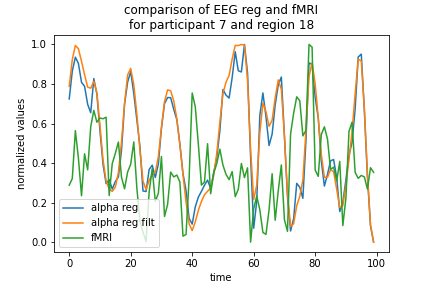 comparison of EEG reg and fMRI
for participant 7 and region 18
normalized values
1.0
0.8
0.6
0.4
0.2
0.0
alpha reg
alpha reg filt
fMRI
0 20 40 60 80 100
time